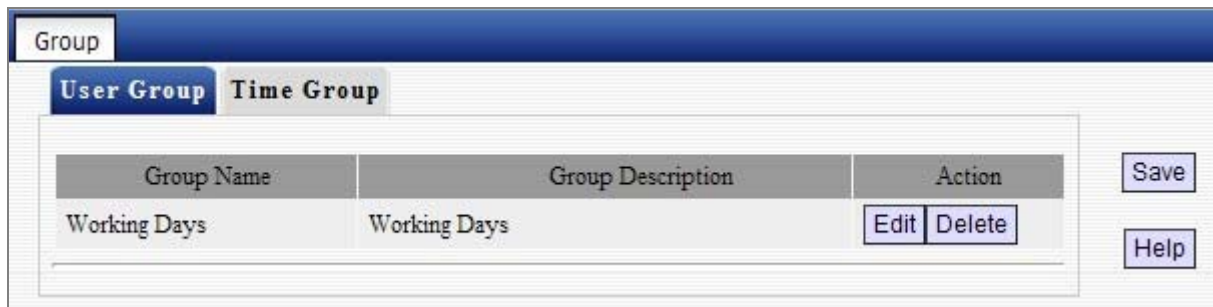 Group
User Group Time Group
Group Name Group Description Action
Working Days Working Days Edit Delete
Save
Help